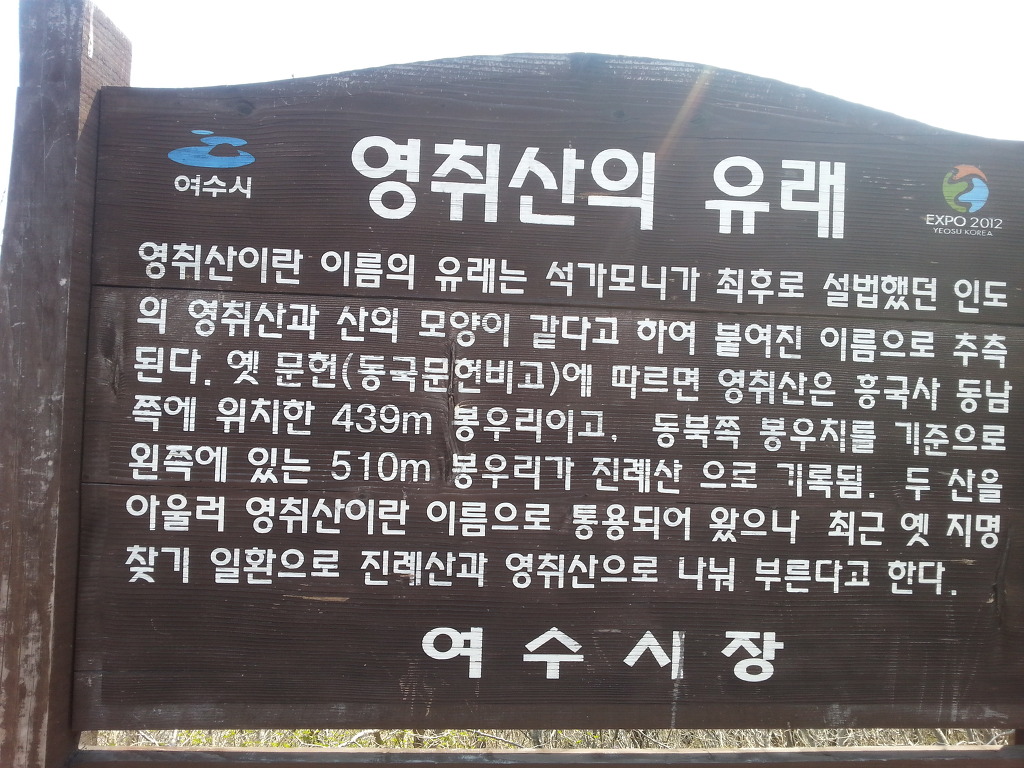 여수시
영취산의 유래
EXPO 2012
YEOSU KOREA
영취산이란 이름의 유래는 석가모니가 최후로 설법했던 인도
의 영취산과 산의 모양이 같다고 하여 붙여진 이름으로 추측
된다. 옛 문헌(동국문헌비고)에 따르면 영취산은 흥국사 동남
쪽에 위치한 439m 봉우리이고, 동북쪽 봉우치를 기준으로
왼쪽에 있는 510m 봉우리가 진례산 으로 기록됨. 두 산을
아울러 영취산이란 이름으로 통용되어 왔으나 최근 옛 지명
찾기 일환으로 진례산과 영취산으로 나눠 부른다고 한다.
여수시장